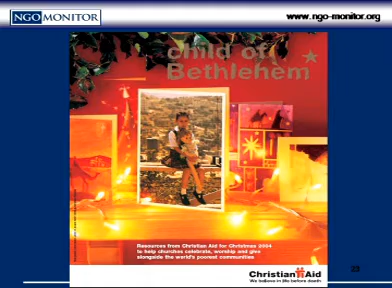 NGO MONITOR
www.ngo-monitor.org
child of
Bethlehem
Resources from Christian Aid for Christmas 2004
to help churches celebrate, worship and give
alongside the world's poorest communities
Christian Aid
We believe in life before death
23